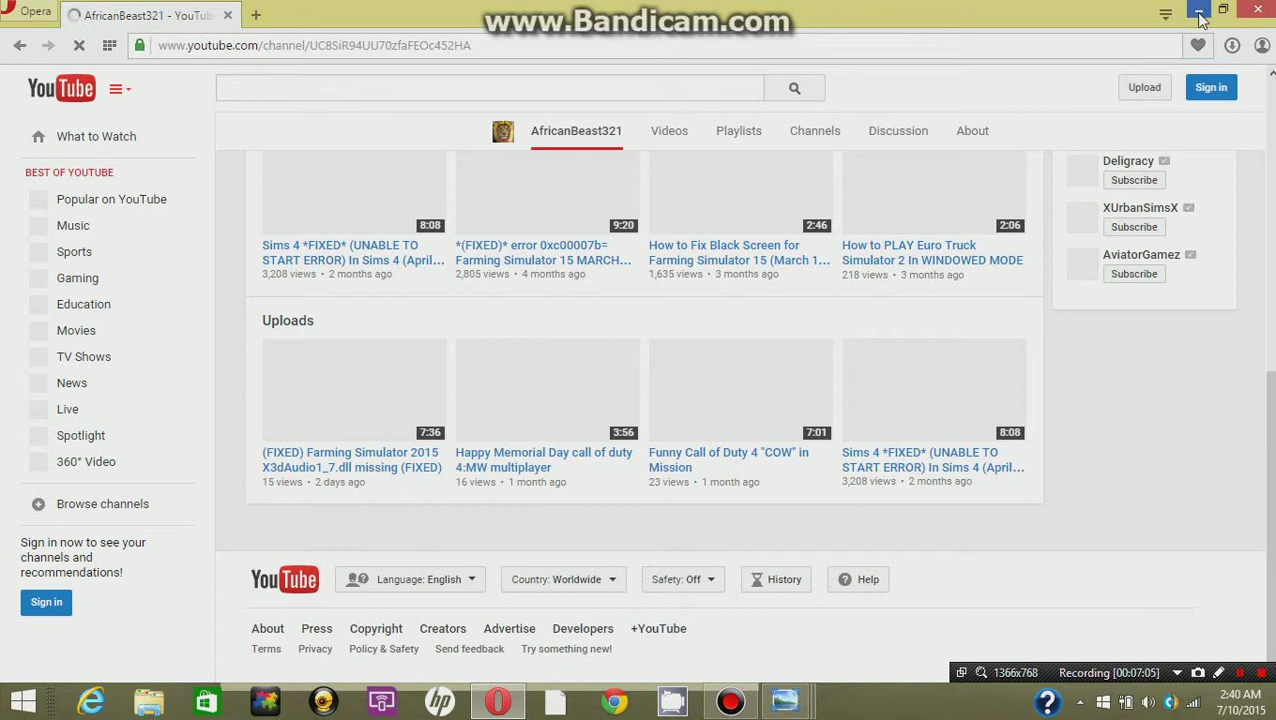 Opera
AfricanBeast321 - YouTub
www.Bandicam.com
www.youtube.com/channel/UC8SiR94UU70zfaFEOc452HA
YouTube
Upload
Sign in
What to Watch
AfricanBeast321 Videos Playlists Channels Discussion About
BEST OF YOUTUBE
Popular on YouTube
Music
Sports
Gaming
Education
Movies
TV Shows
News
Live
Spotlight
360° Video
Browse channels
Sign in now to see your
channels and
recommendations!
Sign in
8:08
Sims 4 *FIXED* (UNABLE TO
START ERROR) In Sims 4 (April...
3,208 views • 2 months ago
9:20
*(FIXED)* error 0xc00007b=
Farming Simulator 15 MARCH...
2,805 views • 4 months ago
2:46
How to Fix Black Screen for
Farming Simulator 15 (March 1...
1,635 views • 3 months ago
2:06
How to PLAY Euro Truck
Simulator 2 In WINDOWED MODE
218 views • 3 months ago
Deligracy
Subscribe
XUrbanSimsX
Subscribe
AviatorGamez
Subscribe
Uploads
7:36
(FIXED) Farming Simulator 2015
X3dAudio1_7.dll missing (FIXED)
15 views • 2 days ago
3:56
Happy Memorial Day call of duty
4:MW multiplayer
16 views • 1 month ago
7:01
Funny Call of Duty 4 "COW" in
Mission
23 views • 1 month ago
8:08
Sims 4 *FIXED* (UNABLE TO
START ERROR) In Sims 4 (April...
3,208 views • 2 months ago
YouTube
Language: English
Country: Worldwide
Safety: Off
History
Help
About Press Copyright Creators Advertise Developers +YouTube
Terms Privacy Policy & Safety Send feedback Try something new!
1366x768 Recording [00:07:05]
hp
2:40 AM
7/10/2015